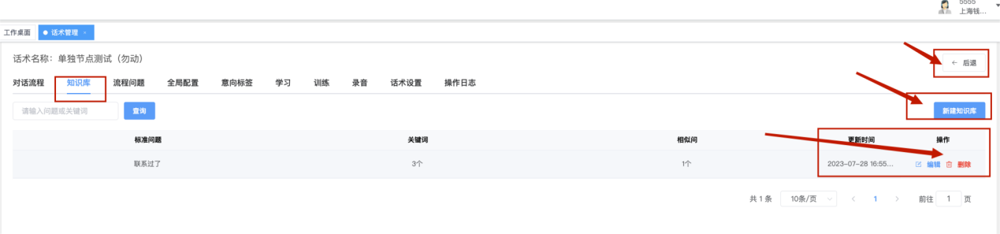 5555
上海钱...
工作桌面 话术管理 ×
话术名称：单独节点测试（勿动）
← 后退
对话流程 知识库 流程问题 全局配置 意向标签 学习 训练 录音 话术设置 操作日志
请输入问题或关键词 查询 新建知识库
标准问题 关键词 相似问 更新时间 操作
联系过了 3个 1个 2023-07-28 16:55... 编辑 删除
共 1 条 10条/页 < 1 > 前往 1 页